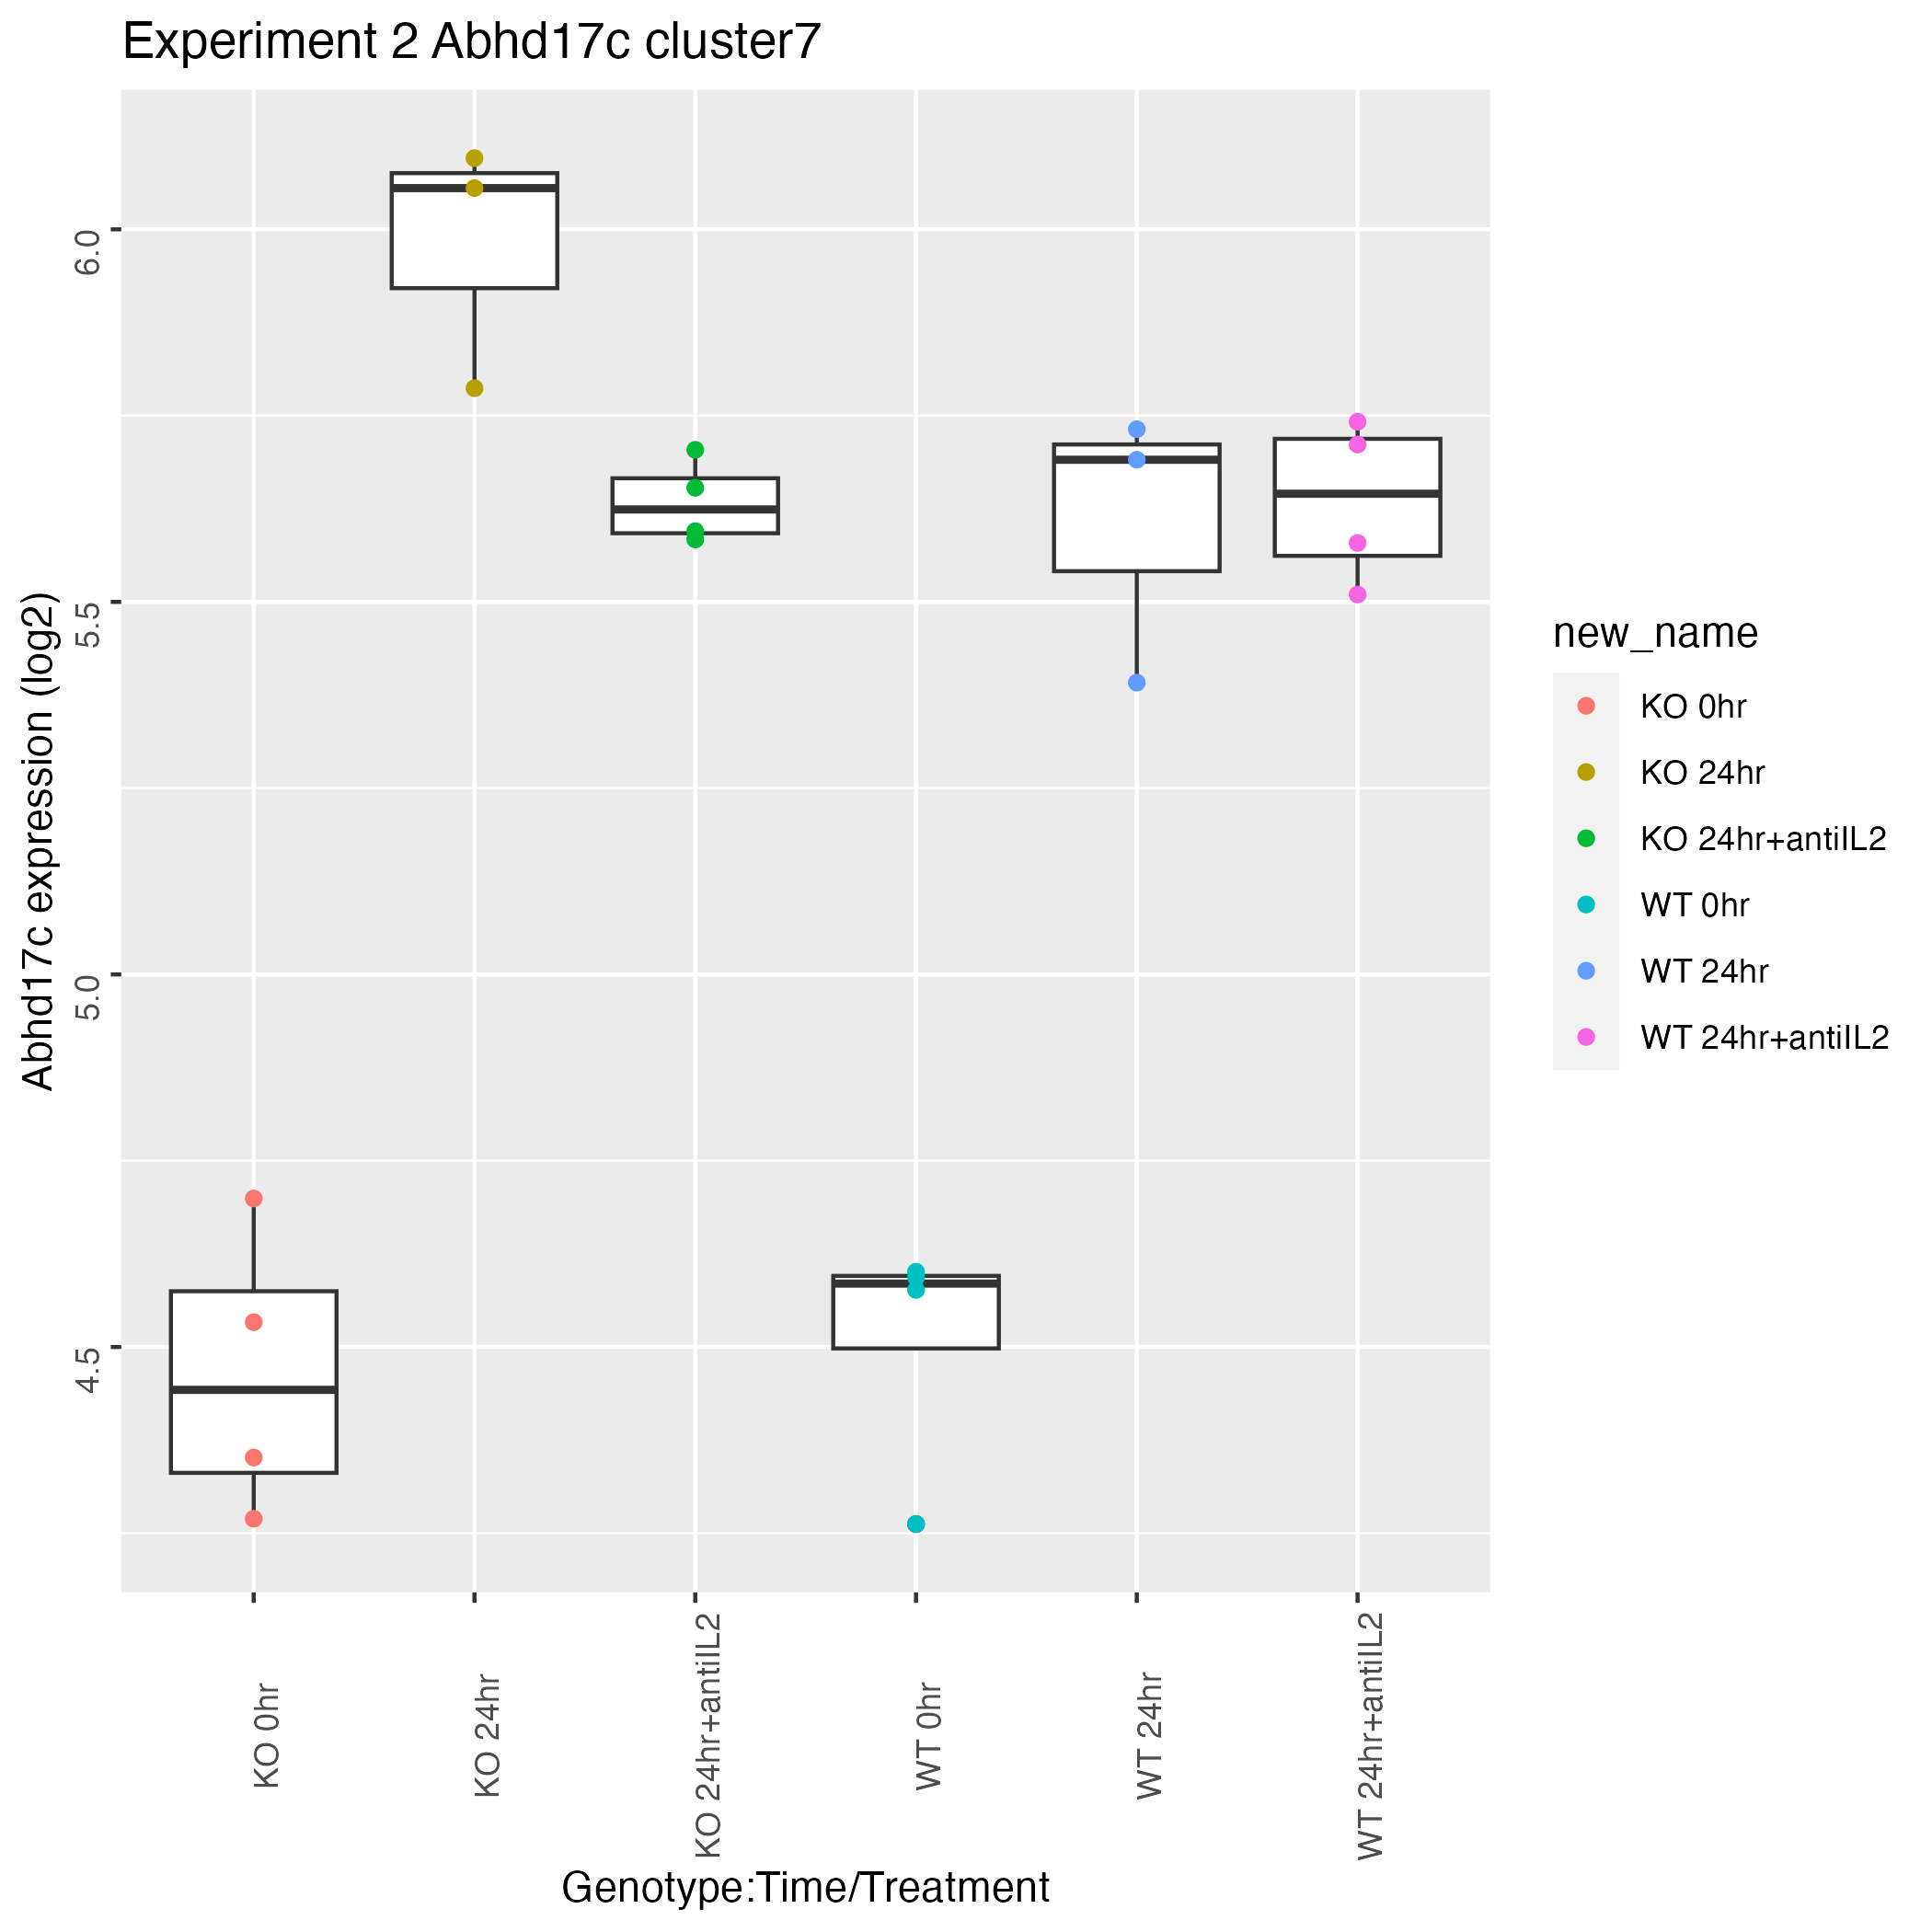 Experiment 2 Abhd17c cluster7
Abhd17c expression (log2)
6.0
5.5
5.0
4.5
KO 0hr
KO 24hr
KO 24hr+antiIL2
WT 0hr
WT 24hr
WT 24hr+antiIL2
Genotype:Time/Treatment
new_name
KO 0hr
KO 24hr
KO 24hr+antiIL2
WT 0hr
WT 24hr
WT 24hr+antiIL2